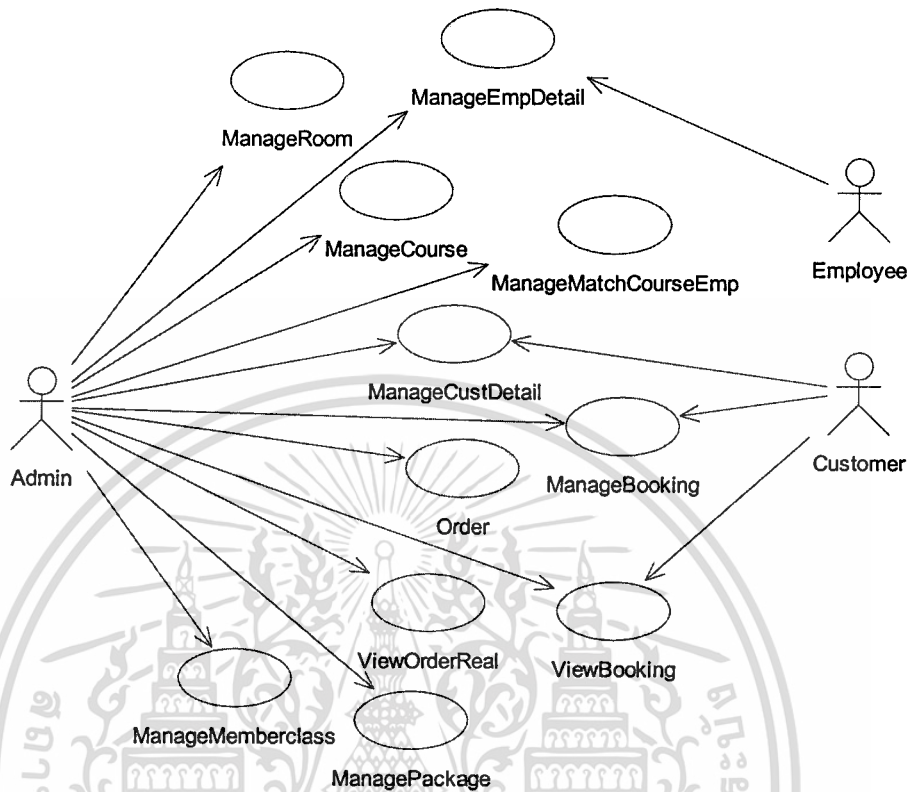 ManageEmpDetail
ManageRoom
ManageCourse
Employee
ManageMatchCourseEmp
ManageCustDetail
Admin
Customer
ManageBooking
Order
ViewOrderReal
ViewBooking
ManageMemberclass
ManagePackage